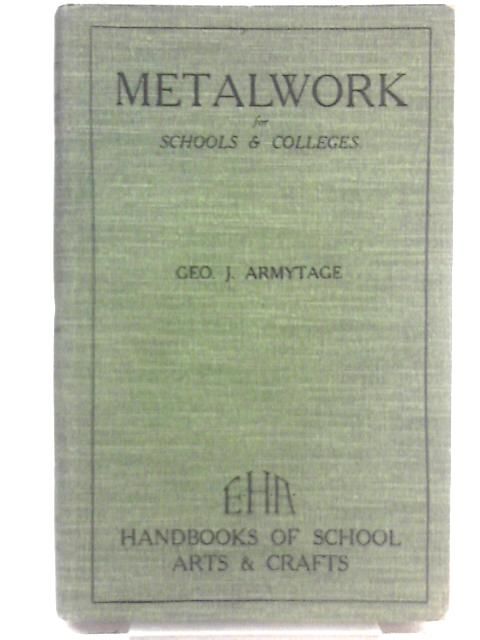 METALWORK
for
SCHOOLS & COLLEGES
GEO. J. ARMYTAGE
EHA
HANDBOOKS OF SCHOOL
ARTS & CRAFTS